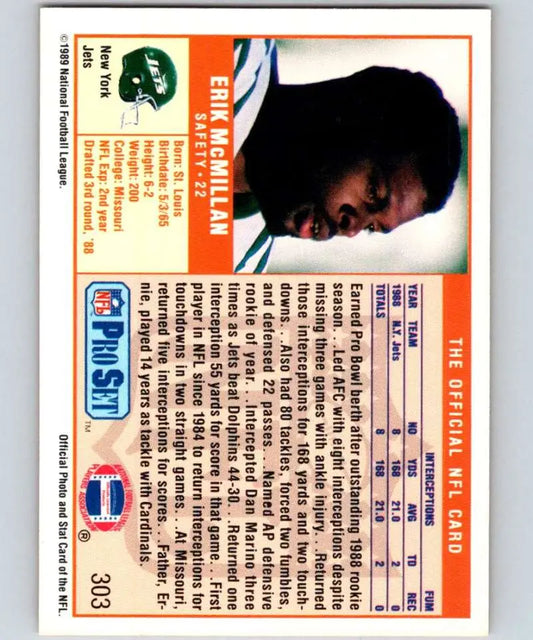 THE OFFICIAL NFL CARD
ERIK McMILLAN
SAFETY • 22
JETS
New York
Jets
Born: St. Louis
Birthdate: 5/3/65
Height: 6-2
Weight: 200
College: Missouri
NFL Exp: 2nd year
Drafted 3rd round, '88
INTERCEPTIONS FUM
YEAR TEAM NO YDS AVG TD REC
1988 N.Y. Jets 8 168 21.0 2 0
TOTALS 8 168 21.0 2 0
Earned Pro Bowl berth after outstanding 1988 rookie
season. . .Led AFC with eight interceptions despite
missing three games with ankle injury. . .Returned
those interceptions for 168 yards and two touch-
downs. . .Also had 80 tackles, forced two fumbles,
and defensed 22 passes. . .Named AP defensive
rookie of year. . .Intercepted Dan Marino three
times as Jets beat Dolphins 44-30. . .Returned one
interception 55 yards for score in that game. . .First
player in NFL since 1984 to return interceptions for
touchdowns in two straight games. . .At Missouri,
returned five interceptions for scores. . .Father, Er-
nie, played 14 years as tackle with Cardinals.
NFL PRO SET TM
® 303
©1989 National Football League.
Official Photo and Stat Card of the NFL.